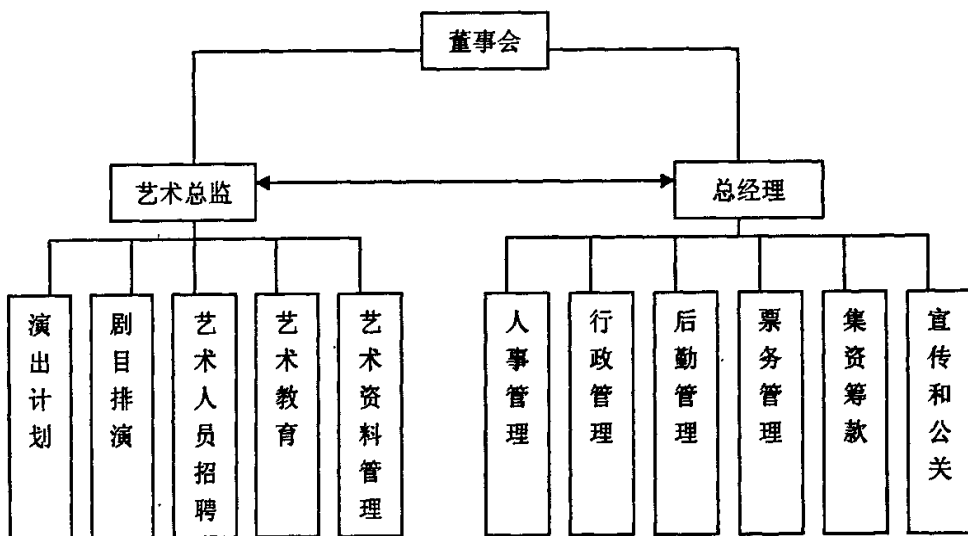 董事会
艺术总监
总经理
演出计划
剧目排演
艺术人员招聘
艺术教育
艺术资料管理
人事管理
行政管理
后勤管理
票务管理
集资筹款
宣传和公关